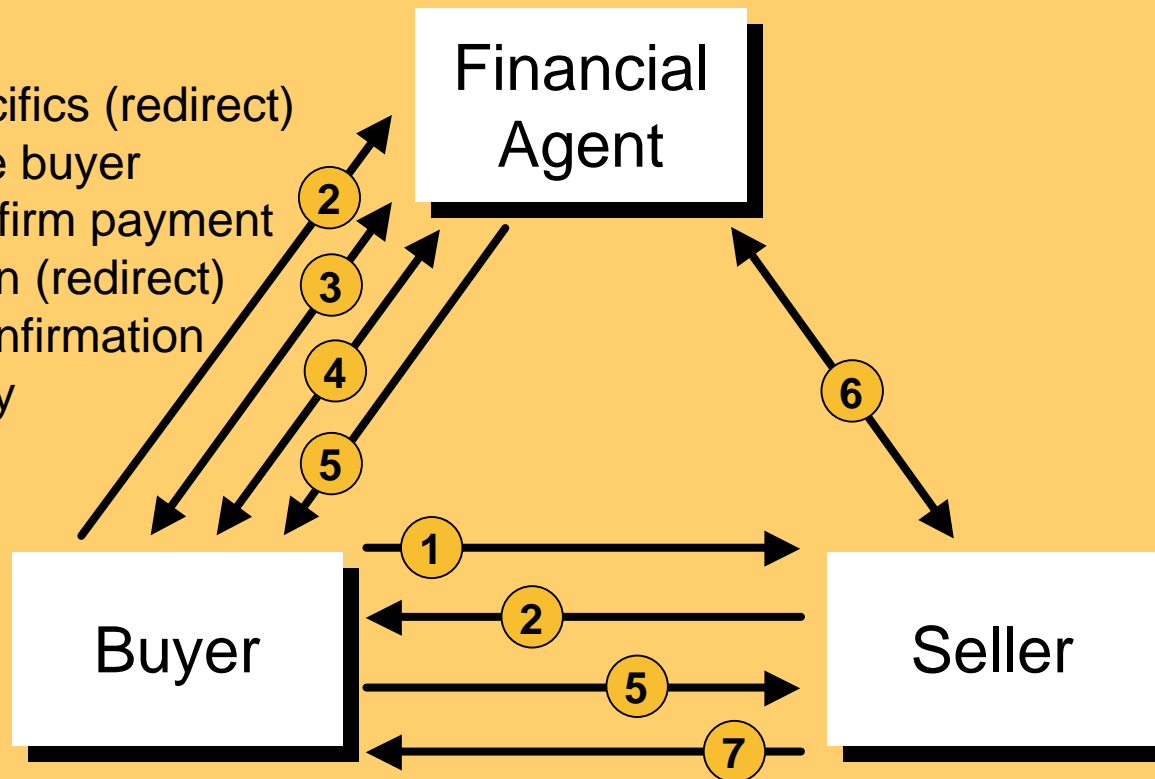 Financial
Agent
cifics (redirect)
e buyer
firm payment
n (redirect)
nfirmation
y
2
3
4
5
6
1
2
5
7
Buyer
Seller